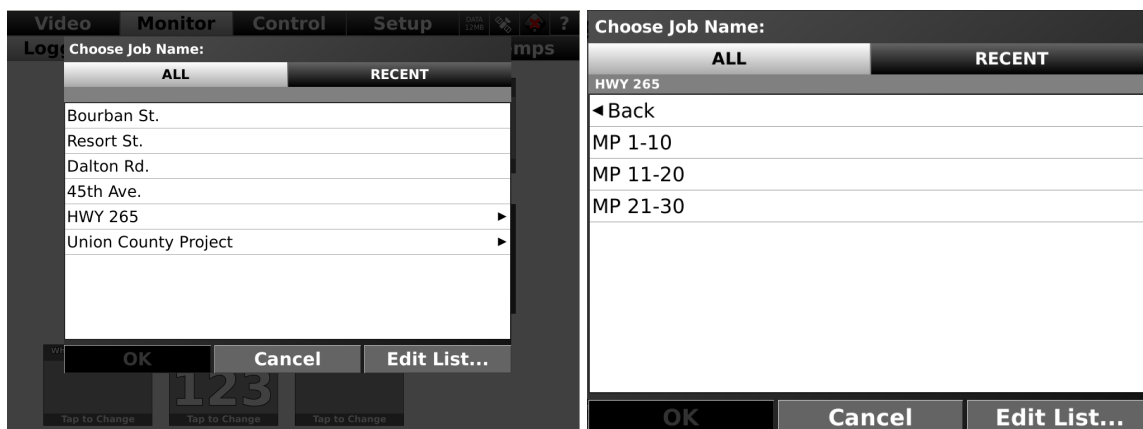 Video Monitor Control Setup DATA 12MB ?
Logg mps
Choose Job Name:
ALL RECENT
Bourban St.
Resort St.
Dalton Rd.
45th Ave.
HWY 265 ▶
Union County Project ▶
OK Cancel Edit List...
123
Tap to Change Tap to Change Tap to Change
Choose Job Name:
ALL RECENT
HWY 265
◀Back
MP 1-10
MP 11-20
MP 21-30
OK Cancel Edit List...